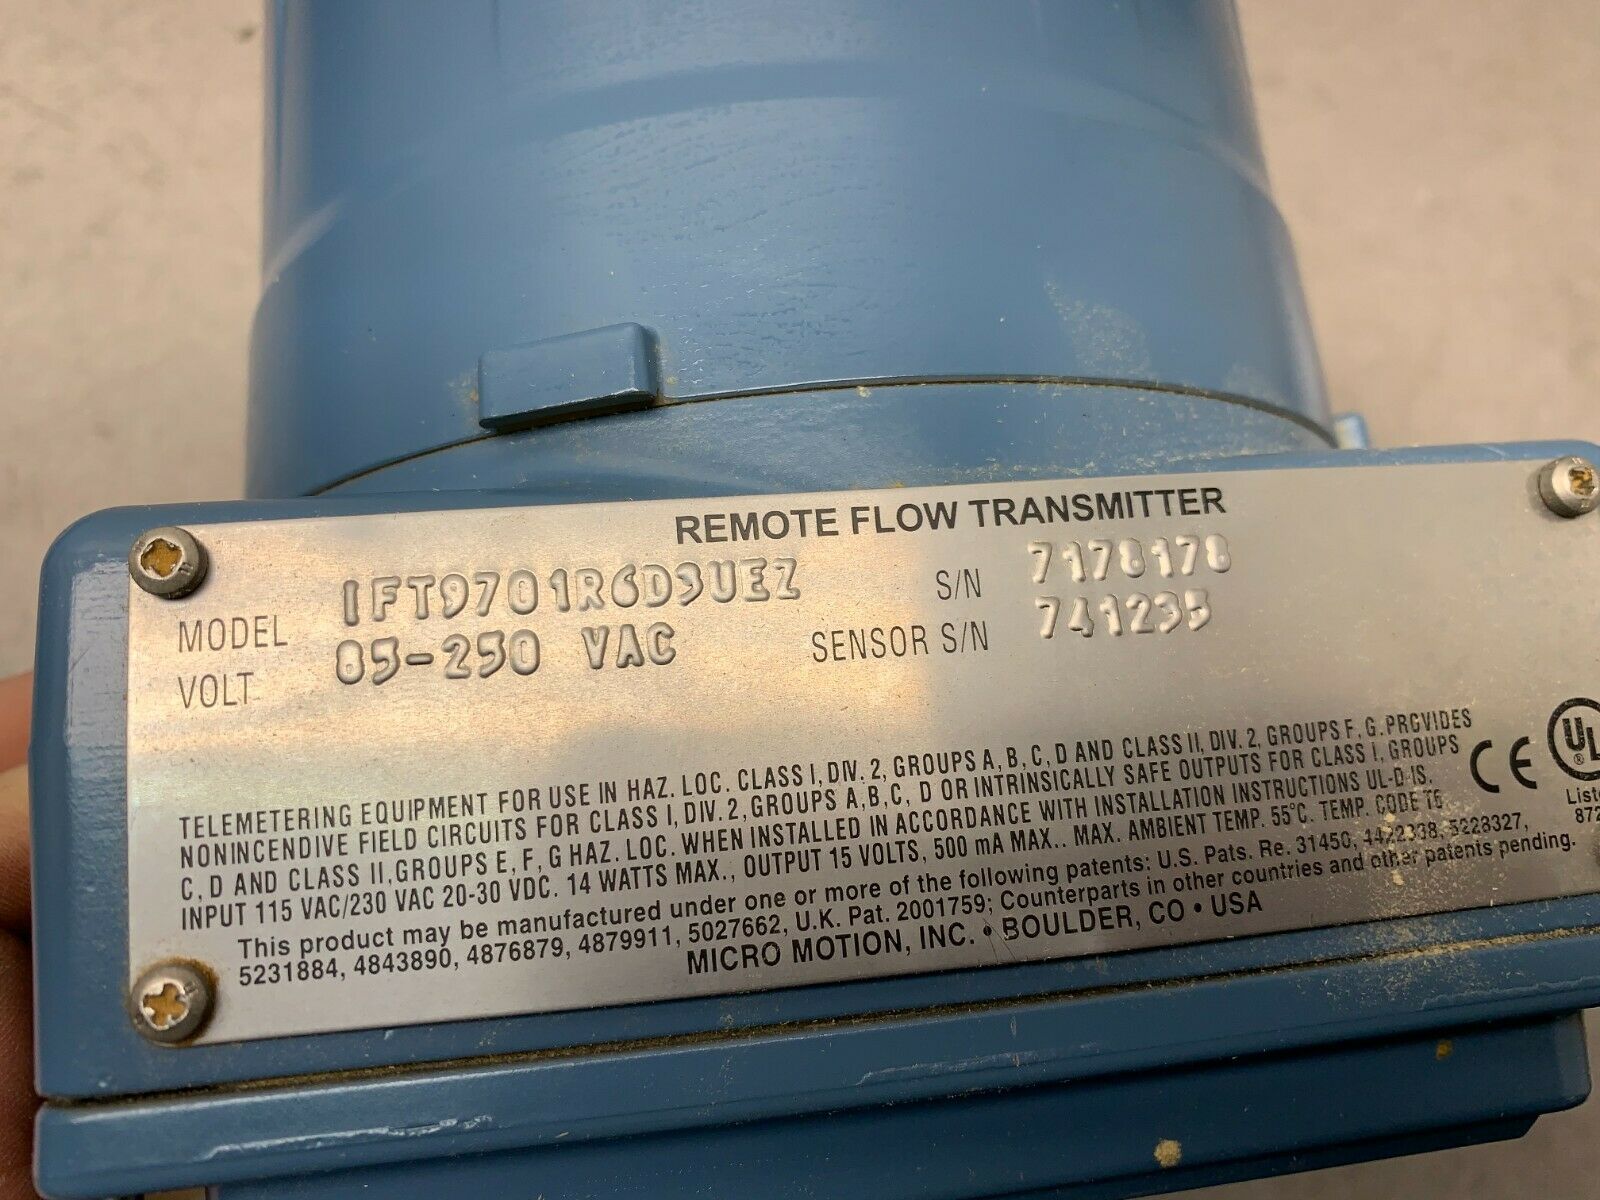 REMOTE FLOW TRANSMITTER
MODEL IFT9701R6D3UEZ S/N 7178178
VOLT 85-250 VAC SENSOR S/N 741235
TELEMETERING EQUIPMENT FOR USE IN HAZ. LOC. CLASS I, DIV. 2, GROUPS A, B, C, D AND CLASS II, DIV. 2, GROUPS F, G. PROVIDES
NONINCENDIVE FIELD CIRCUITS FOR CLASS I, DIV. 2, GROUPS A,B,C, D OR INTRINSICALLY SAFE OUTPUTS FOR CLASS I, GROUPS
C, D AND CLASS II, GROUPS E, F, G HAZ. LOC. WHEN INSTALLED IN ACCORDANCE WITH INSTALLATION INSTRUCTIONS UL-D-IS.
INPUT 115 VAC/230 VAC 20-30 VDC. 14 WATTS MAX., OUTPUT 15 VOLTS, 500 mA MAX.. MAX. AMBIENT TEMP. 55°C. TEMP. CODE T6
This product may be manufactured under one or more of the following patents: U.S. Pats. Re. 31450, 4422338, 5228327,
5231884, 4843890, 4876879, 4879911, 5027662, U.K. Pat. 2001759; Counterparts in other countries and other patents pending.
MICRO MOTION, INC. • BOULDER, CO • USA
CE
UL
®
Liste
872